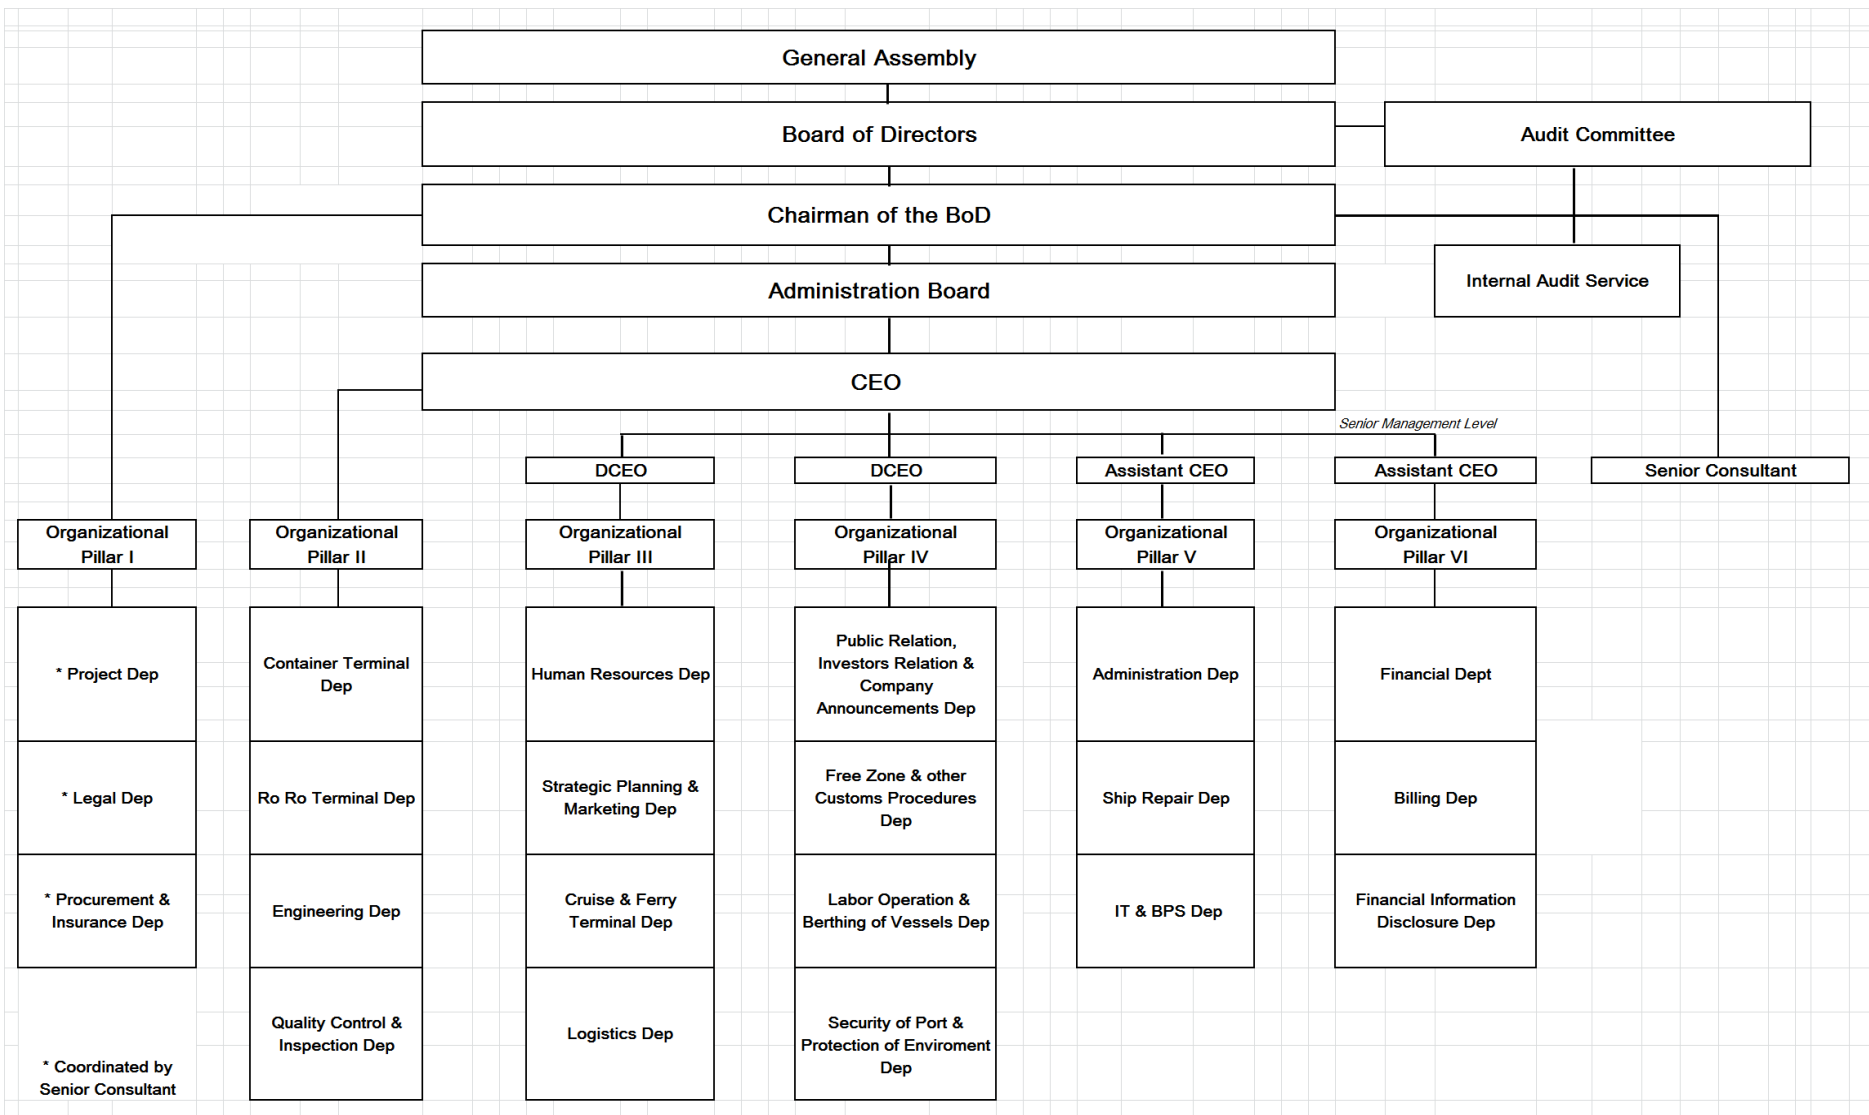 General Assembly
Board of Directors
Audit Committee
Chairman of the BoD
Internal Audit Service
Administration Board
CEO
Senior Management Level
DCEO
DCEO
Assistant CEO
Assistant CEO
Senior Consultant
Organizational
Pillar I
Organizational
Pillar II
Organizational
Pillar III
Organizational
Pillar IV
Organizational
Pillar V
Organizational
Pillar VI
* Project Dep
Container Terminal
Dep
Human Resources Dep
Public Relation,
Investors Relation &
Company
Announcements Dep
Administration Dep
Financial Dept
* Legal Dep
Ro Ro Terminal Dep
Strategic Planning &
Marketing Dep
Free Zone & other
Customs Procedures
Dep
Ship Repair Dep
Billing Dep
* Procurement &
Insurance Dep
Engineering Dep
Cruise & Ferry
Terminal Dep
Labor Operation &
Berthing of Vessels Dep
IT & BPS Dep
Financial Information
Disclosure Dep
Quality Control &
Inspection Dep
Logistics Dep
Security of Port &
Protection of Enviroment
Dep
* Coordinated by
Senior Consultant